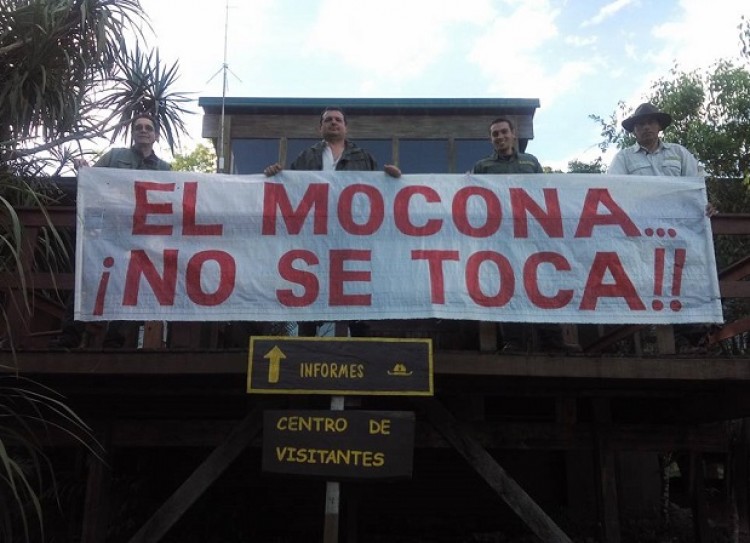 EL MOCONA...
¡NO SE TOCA!!
INFORMES
CENTRO DE
VISITANTES